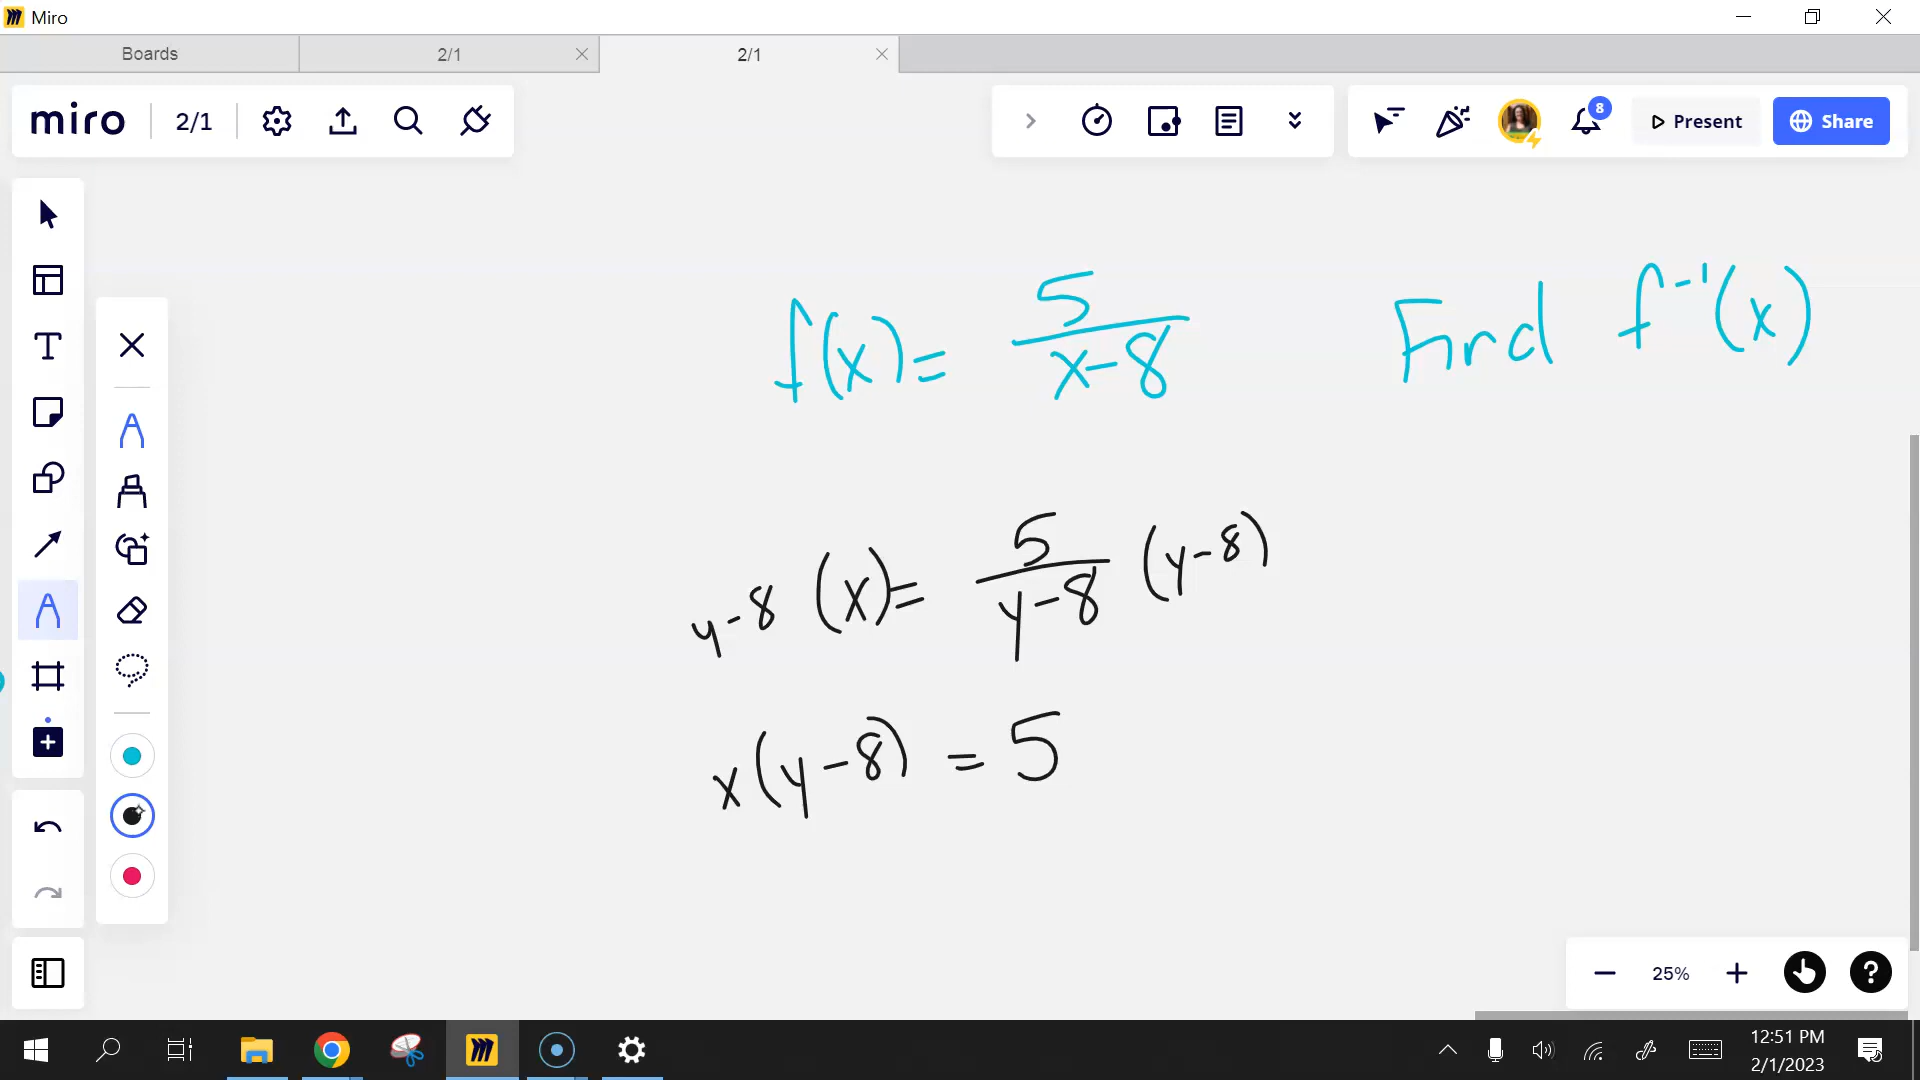 Miro
Boards 2/1 2/1
miro 2/1 8 Present Share
f(x)= 5/(x-8) Find f⁻¹(x)
y-8 (x)= 5/(y-8) (y-8)
x(y-8) = 5
25% ?
12:51 PM
2/1/2023